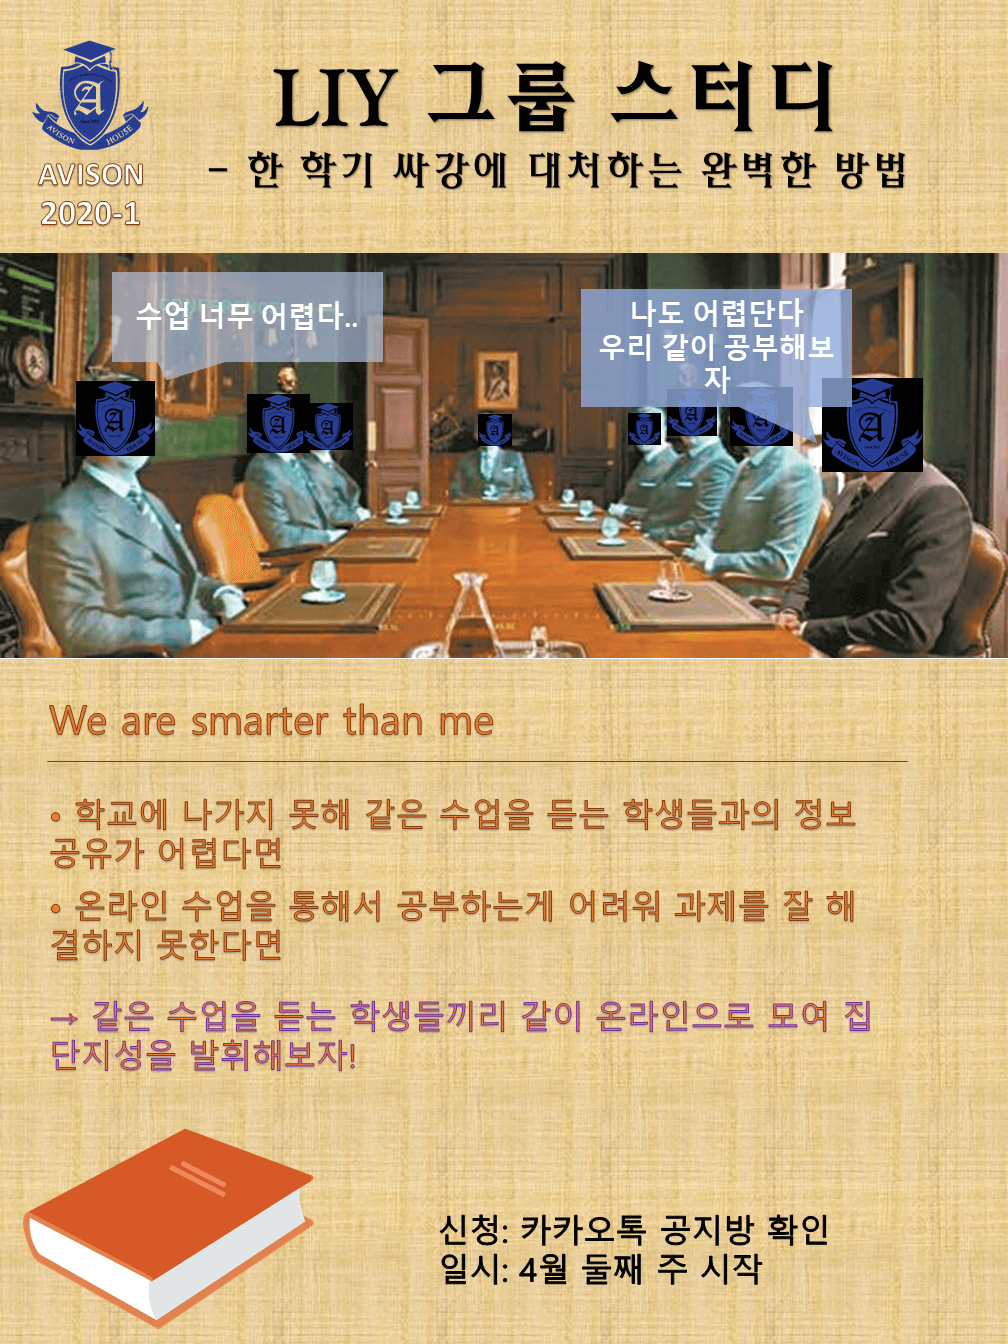 LIY 그룹 스터디
- 한 학기 싸강에 대처하는 완벽한 방법
A
AVISON HOUSE
AVISON
2020-1
수업 너무 어렵다..
나도 어렵단다
우리 같이 공부해보
자
We are smarter than me
• 학교에 나가지 못해 같은 수업을 듣는 학생들과의 정보
공유가 어렵다면
• 온라인 수업을 통해서 공부하는게 어려워 과제를 잘 해
결하지 못한다면
→ 같은 수업을 듣는 학생들끼리 같이 온라인으로 모여 집
단지성을 발휘해보자!
신청: 카카오톡 공지방 확인
일시: 4월 둘째 주 시작